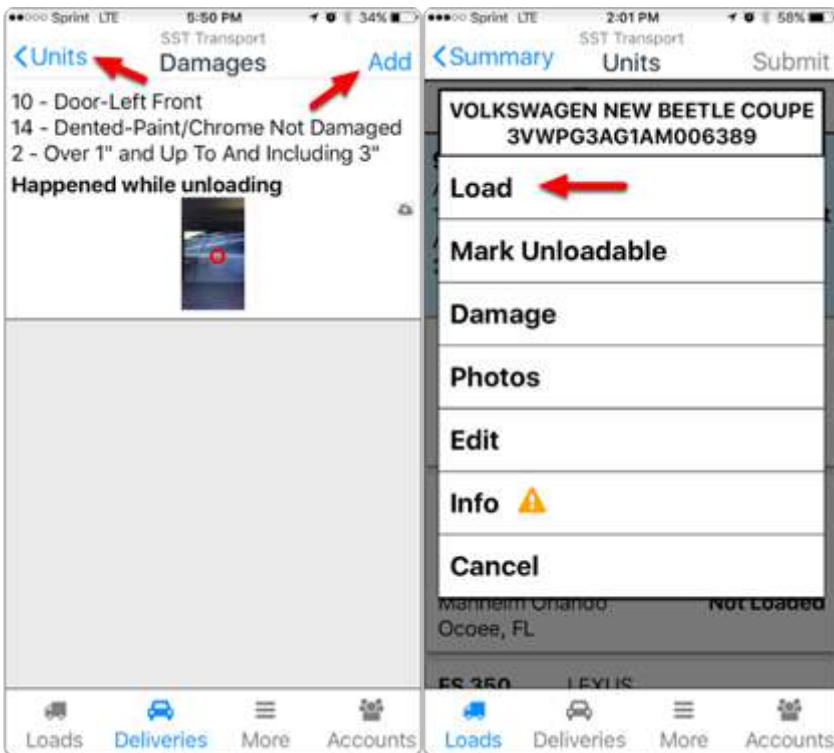 Sprint LTE 5:50 PM 34%
SST Transport
Units Damages Add
10 - Door-Left Front
14 - Dented-Paint/Chrome Not Damaged
2 - Over 1" and Up To And Including 3"
Happened while unloading
Loads Deliveries More Accounts
Sprint LTE 2:01 PM 58%
SST Transport
Summary Units Submit
VOLKSWAGEN NEW BEETLE COUPE
3VWPG3AG1AM006389
Load
Mark Unloadable
Damage
Photos
Edit
Info
Cancel
Manheim Orlando Not Loaded
Ocoee, FL
ES 350 LEXUS
Loads Deliveries More Accounts